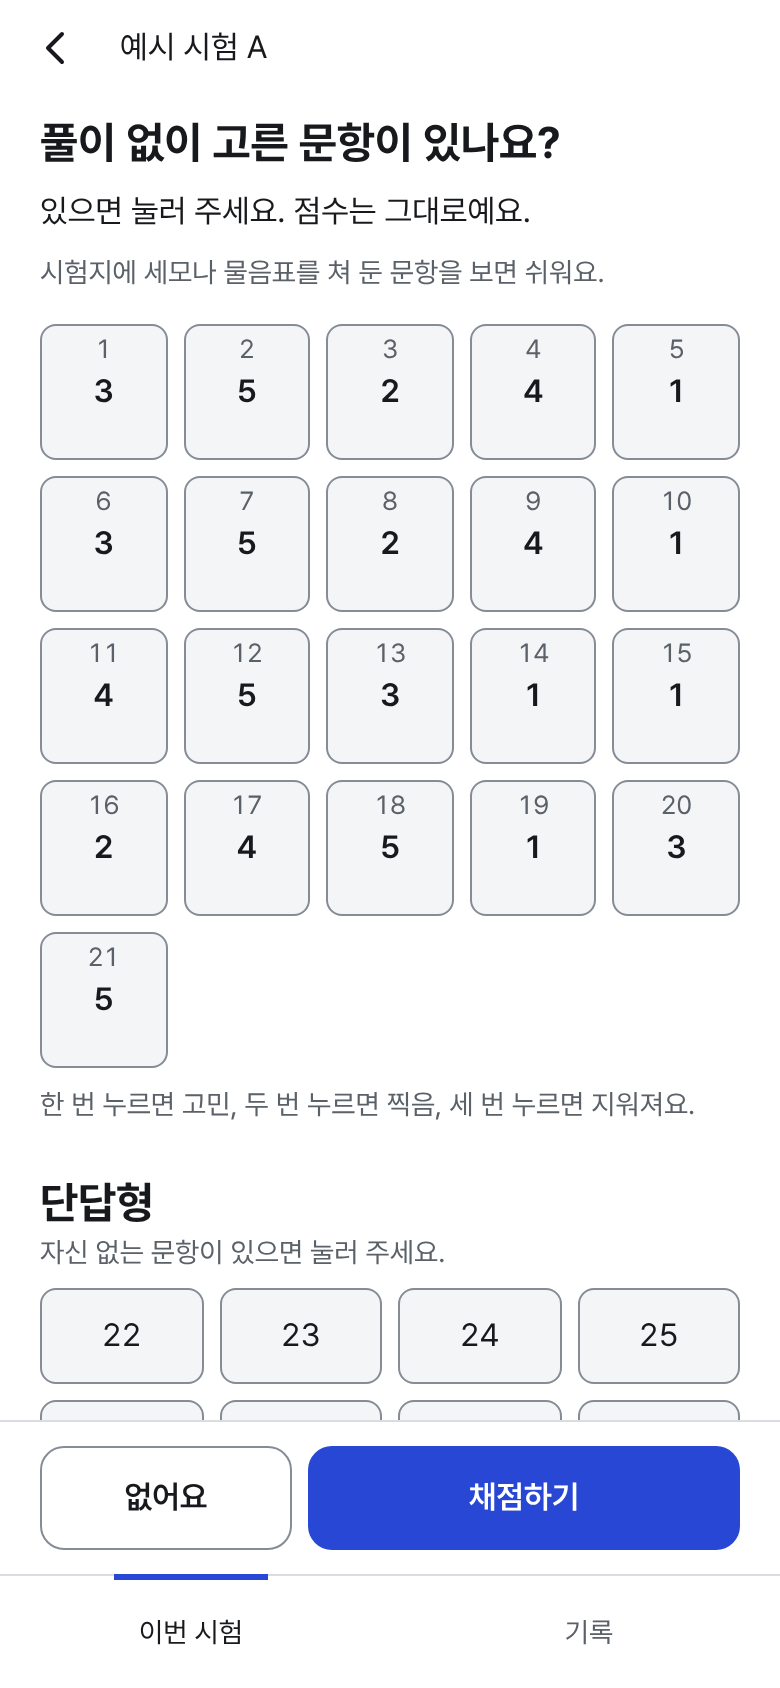 예시 시험 A
풀이 없이 고른 문항이 있나요?
있으면 눌러 주세요. 점수는 그대로예요.
시험지에 세모나 물음표를 쳐 둔 문항을 보면 쉬워요.
1 2 3 4 5
3 5 2 4 1
6 7 8 9 10
3 5 2 4 1
11 12 13 14 15
4 5 3 1 1
16 17 18 19 20
2 4 5 1 3
21
5
한 번 누르면 고민, 두 번 누르면 찍음, 세 번 누르면 지워져요.
단답형
자신 없는 문항이 있으면 눌러 주세요.
22 23 24 25
없어요 채점하기
이번 시험 기록